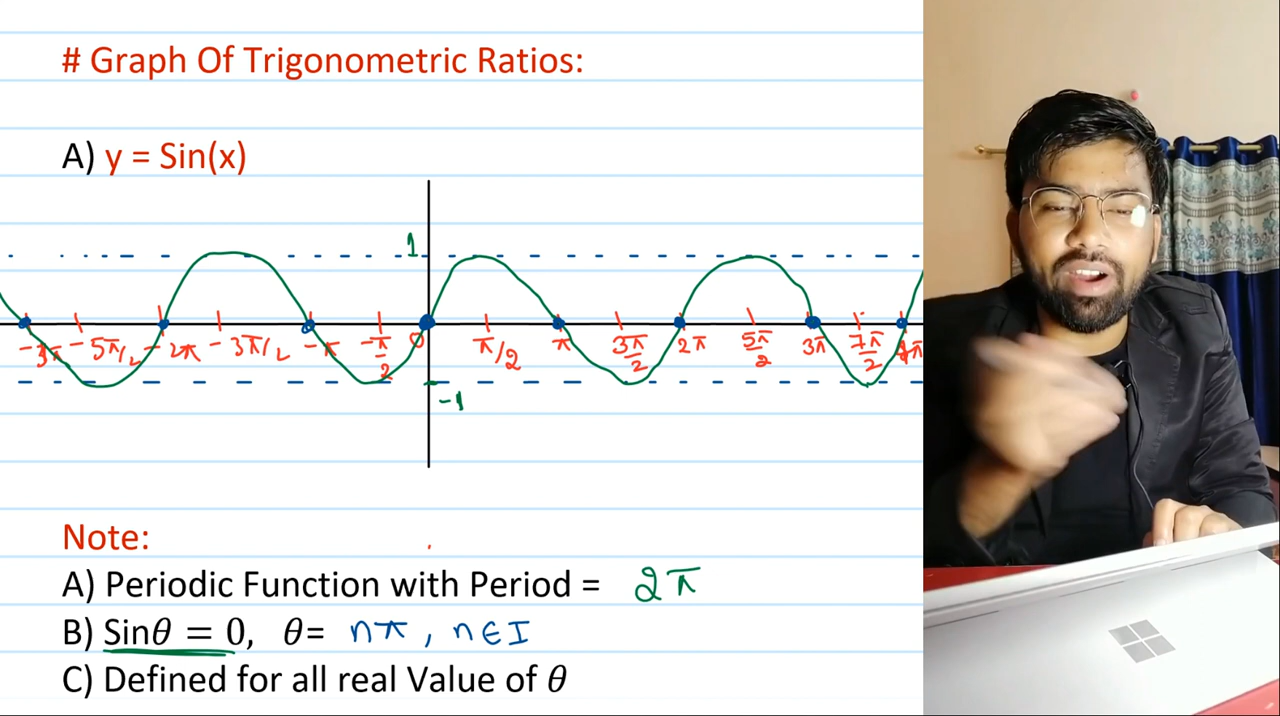 # Graph Of Trigonometric Ratios:
A) y = Sin(x)
1
-3π -5π/2 -2π -3π/2 -π -π/2 0 π/2 π 3π/2 2π 5π/2 3π 7π/2 4π
-1
Note:
A) Periodic Function with Period = 2π
B) Sinθ = 0, θ= nπ , n∈I
C) Defined for all real Value of θ